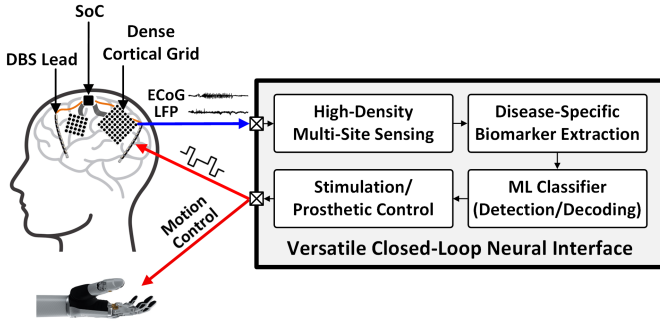 SoC
Dense
Cortical Grid
DBS Lead
ECoG
LFP
High-Density
Multi-Site Sensing
Disease-Specific
Biomarker Extraction
Stimulation/
Prosthetic Control
ML Classifier
(Detection/Decoding)
Motion
Control
Versatile Closed-Loop Neural Interface